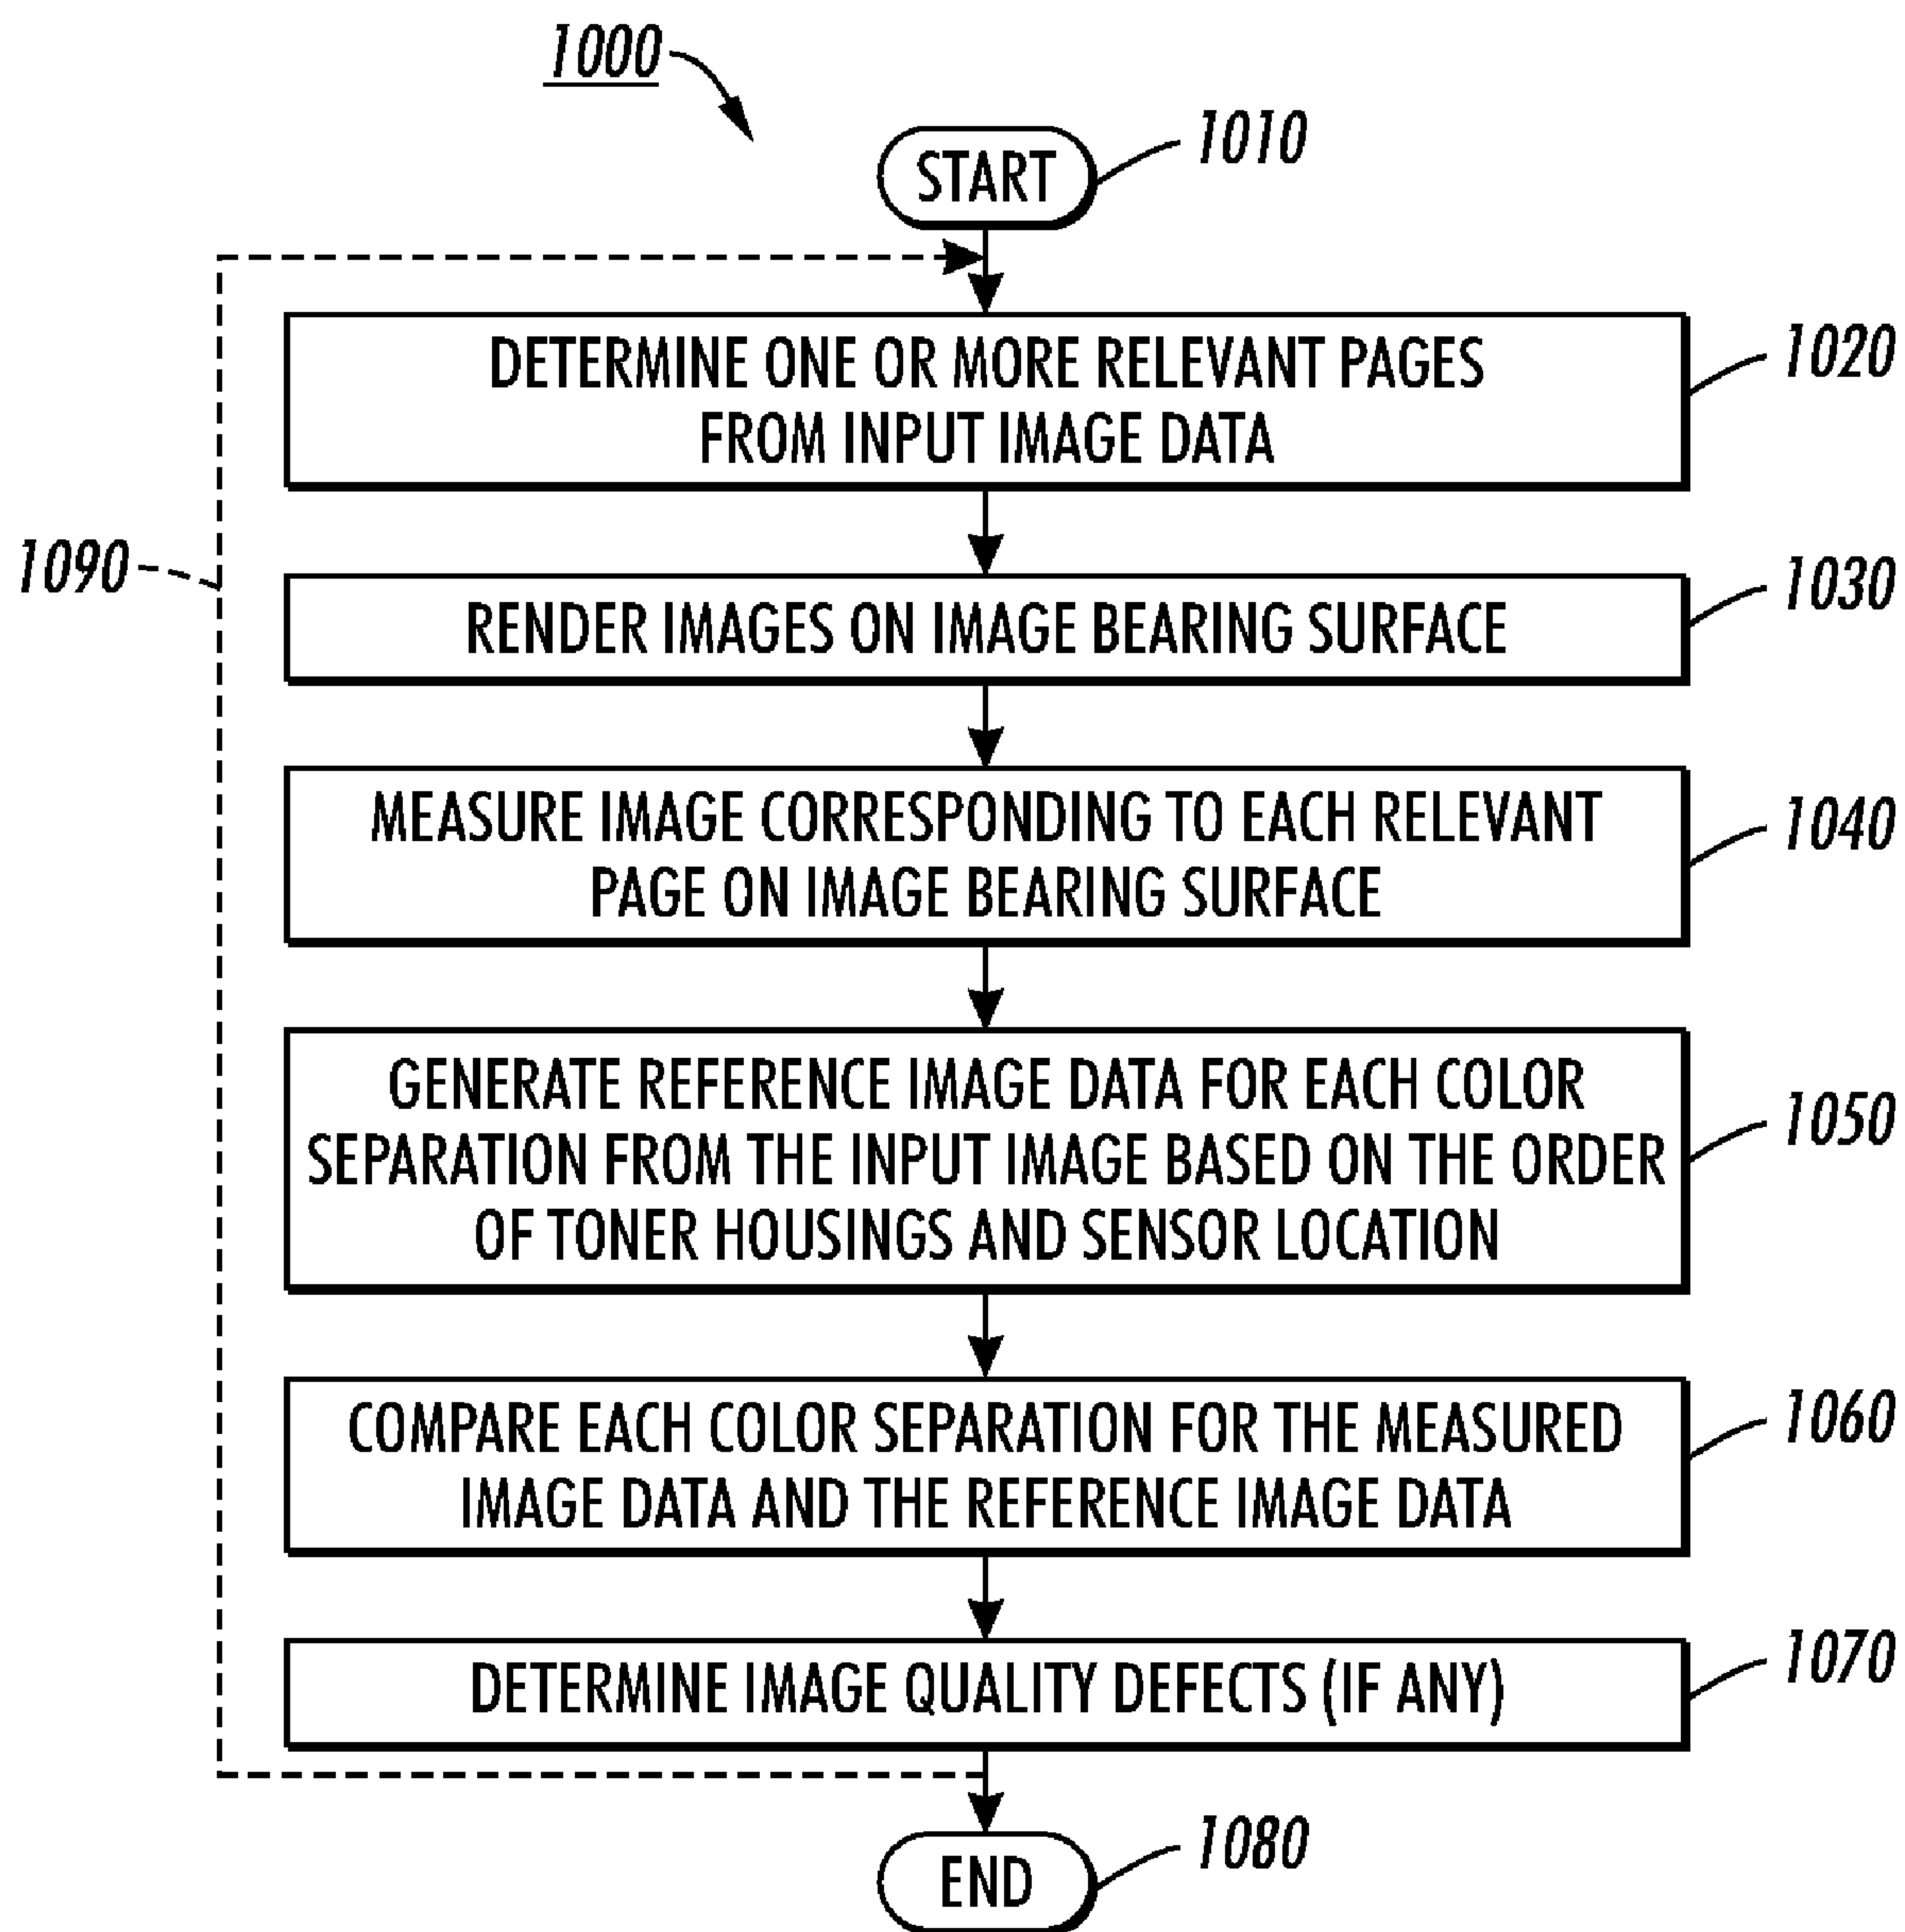 1000
START
1010
DETERMINE ONE OR MORE RELEVANT PAGES
FROM INPUT IMAGE DATA
1020
1090
RENDER IMAGES ON IMAGE BEARING SURFACE
1030
MEASURE IMAGE CORRESPONDING TO EACH RELEVANT
PAGE ON IMAGE BEARING SURFACE
1040
GENERATE REFERENCE IMAGE DATA FOR EACH COLOR
SEPARATION FROM THE INPUT IMAGE BASED ON THE ORDER
OF TONER HOUSINGS AND SENSOR LOCATION
1050
COMPARE EACH COLOR SEPARATION FOR THE MEASURED
IMAGE DATA AND THE REFERENCE IMAGE DATA
1060
DETERMINE IMAGE QUALITY DEFECTS (IF ANY)
1070
END
1080